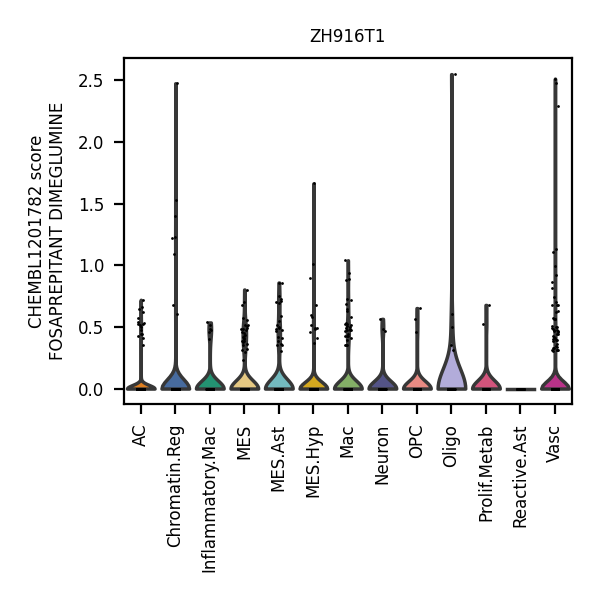 ZH916T1
CHEMBL1201782 score
FOSAPREPITANT DIMEGLUMINE
2.5
2.0
1.5
1.0
0.5
0.0
AC
Chromatin.Reg
Inflammatory.Mac
MES
MES.Ast
MES.Hyp
Mac
Neuron
OPC
Oligo
Prolif.Metab
Reactive.Ast
Vasc